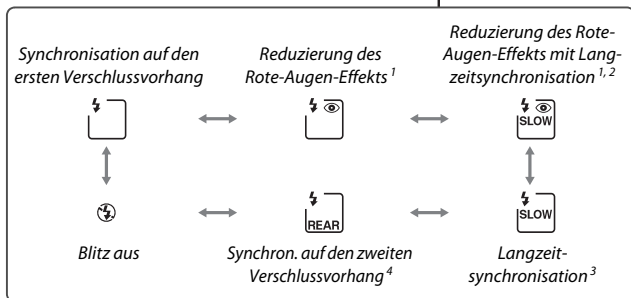 Synchronisation auf den
ersten Verschlussvorhang
Reduzierung des
Rote-Augen-Effekts 1
Reduzierung des Rote-
Augen-Effekts mit Lang-
zeitsynchronisation 1, 2
SLOW
REAR
SLOW
Blitz aus
Synchron. auf den zweiten
Verschlussvorhang 4
Langzeit-
synchronisation 3